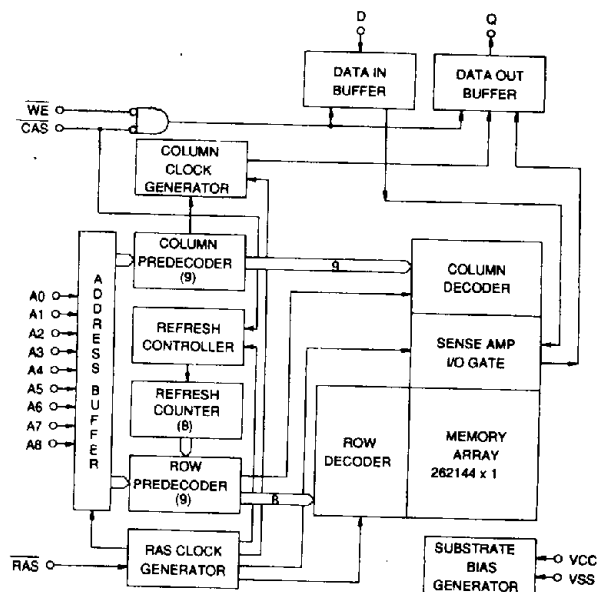 D
Q
DATA IN
BUFFER
DATA OUT
BUFFER
WE
CAS
COLUMN
CLOCK
GENERATOR
COLUMN
PREDECODER
(9)
9
COLUMN
DECODER
ADDRESS BUFFER
A0
A1
A2
A3
A4
A5
A6
A7
A8
REFRESH
CONTROLLER
SENSE AMP
I/O GATE
REFRESH
COUNTER
(8)
ROW
DECODER
MEMORY
ARRAY
262144 x 1
ROW
PREDECODER
(9)
8
RAS
RAS CLOCK
GENERATOR
SUBSTRATE
BIAS
GENERATOR
VCC
VSS